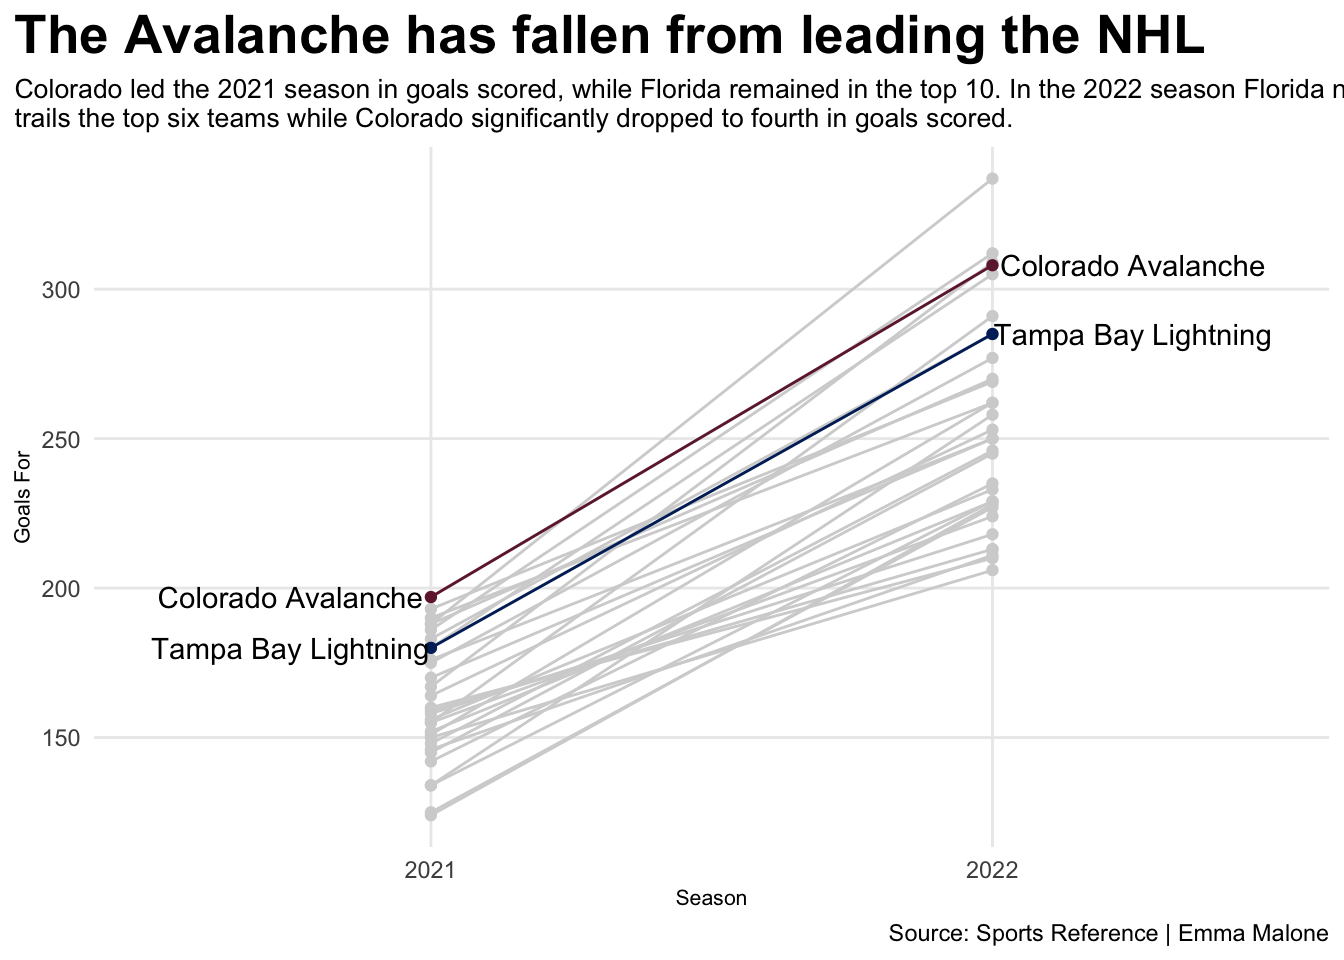 The Avalanche has fallen from leading the NHL
Colorado led the 2021 season in goals scored, while Florida remained in the top 10. In the 2022 season Florida
trails the top six teams while Colorado significantly dropped to fourth in goals scored.
300
250
200
150
Goals For
Colorado Avalanche
Tampa Bay Lightning
Colorado Avalanche
Tampa Bay Lightning
2021
2022
Season
Source: Sports Reference | Emma Malone